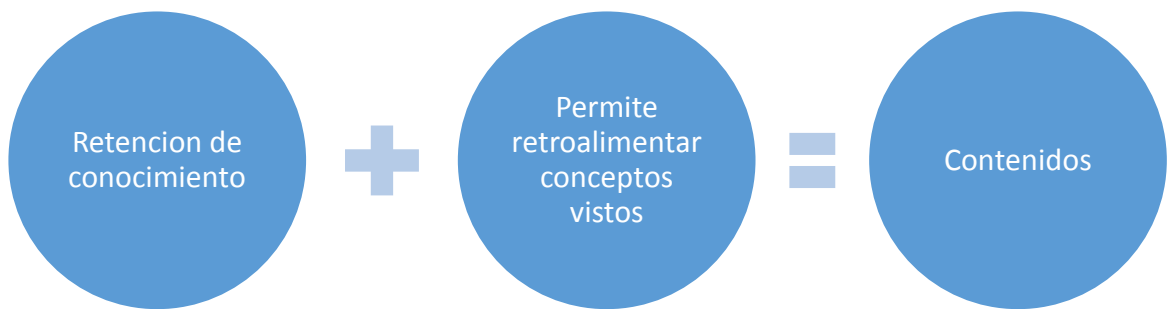 Retencion de
conocimiento
Permite
retroalimentar
conceptos
vistos
Contenidos